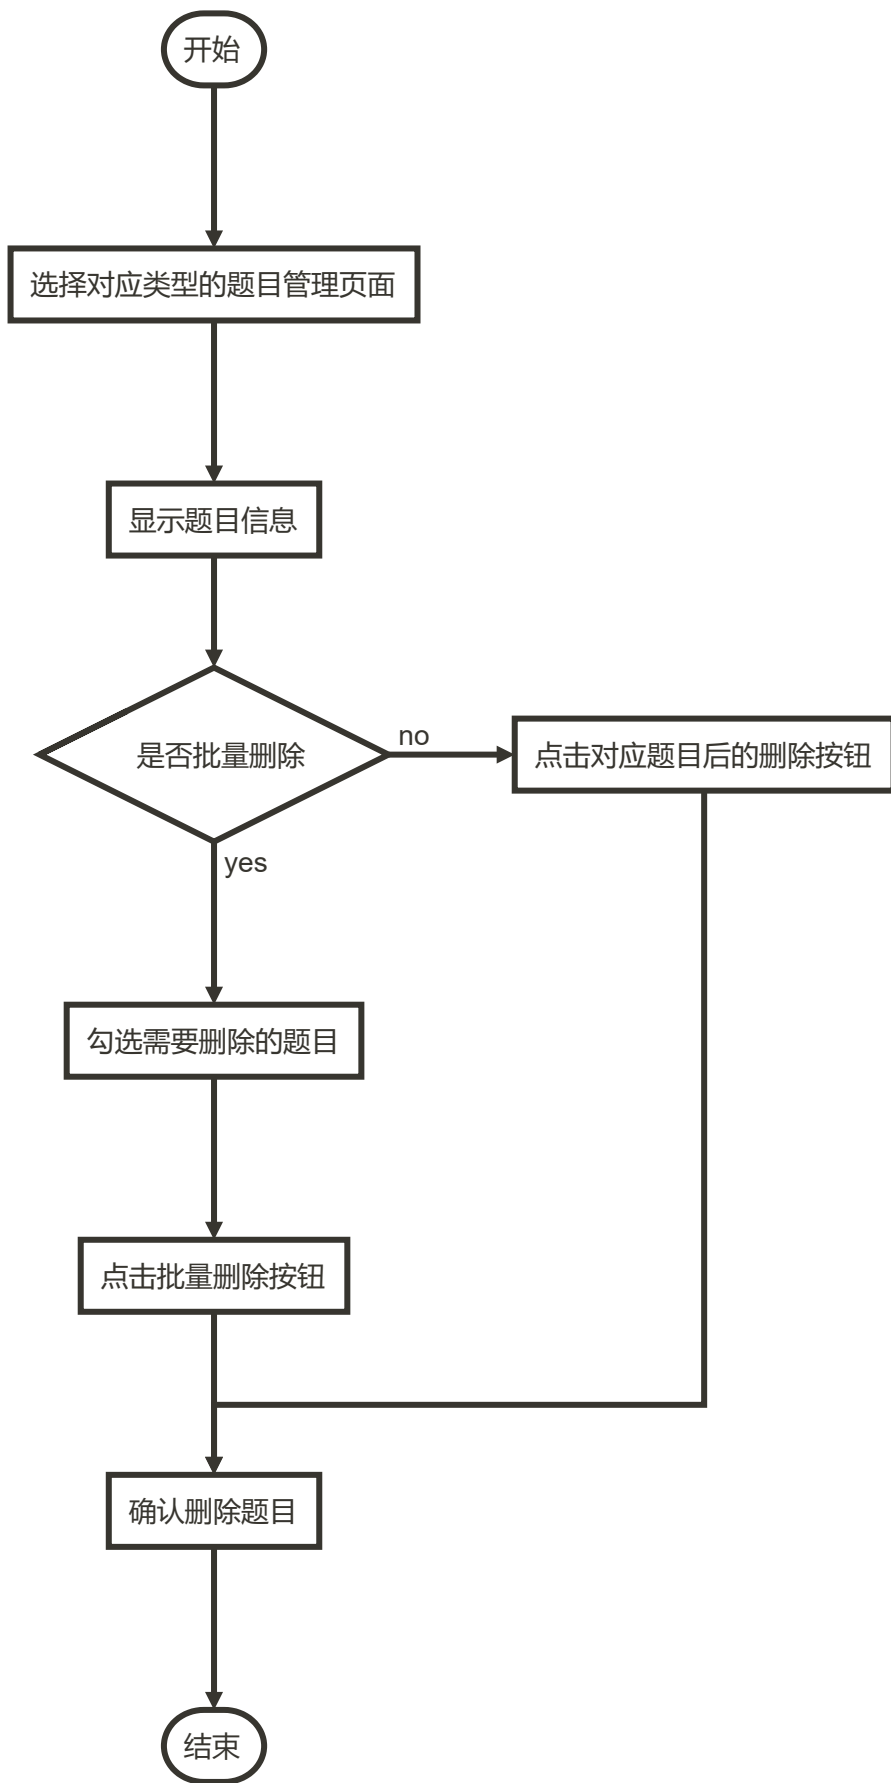 开始
选择对应类型的题目管理页面
显示题目信息
是否批量删除
no
点击对应题目后的删除按钮
yes
勾选需要删除的题目
点击批量删除按钮
确认删除题目
结束